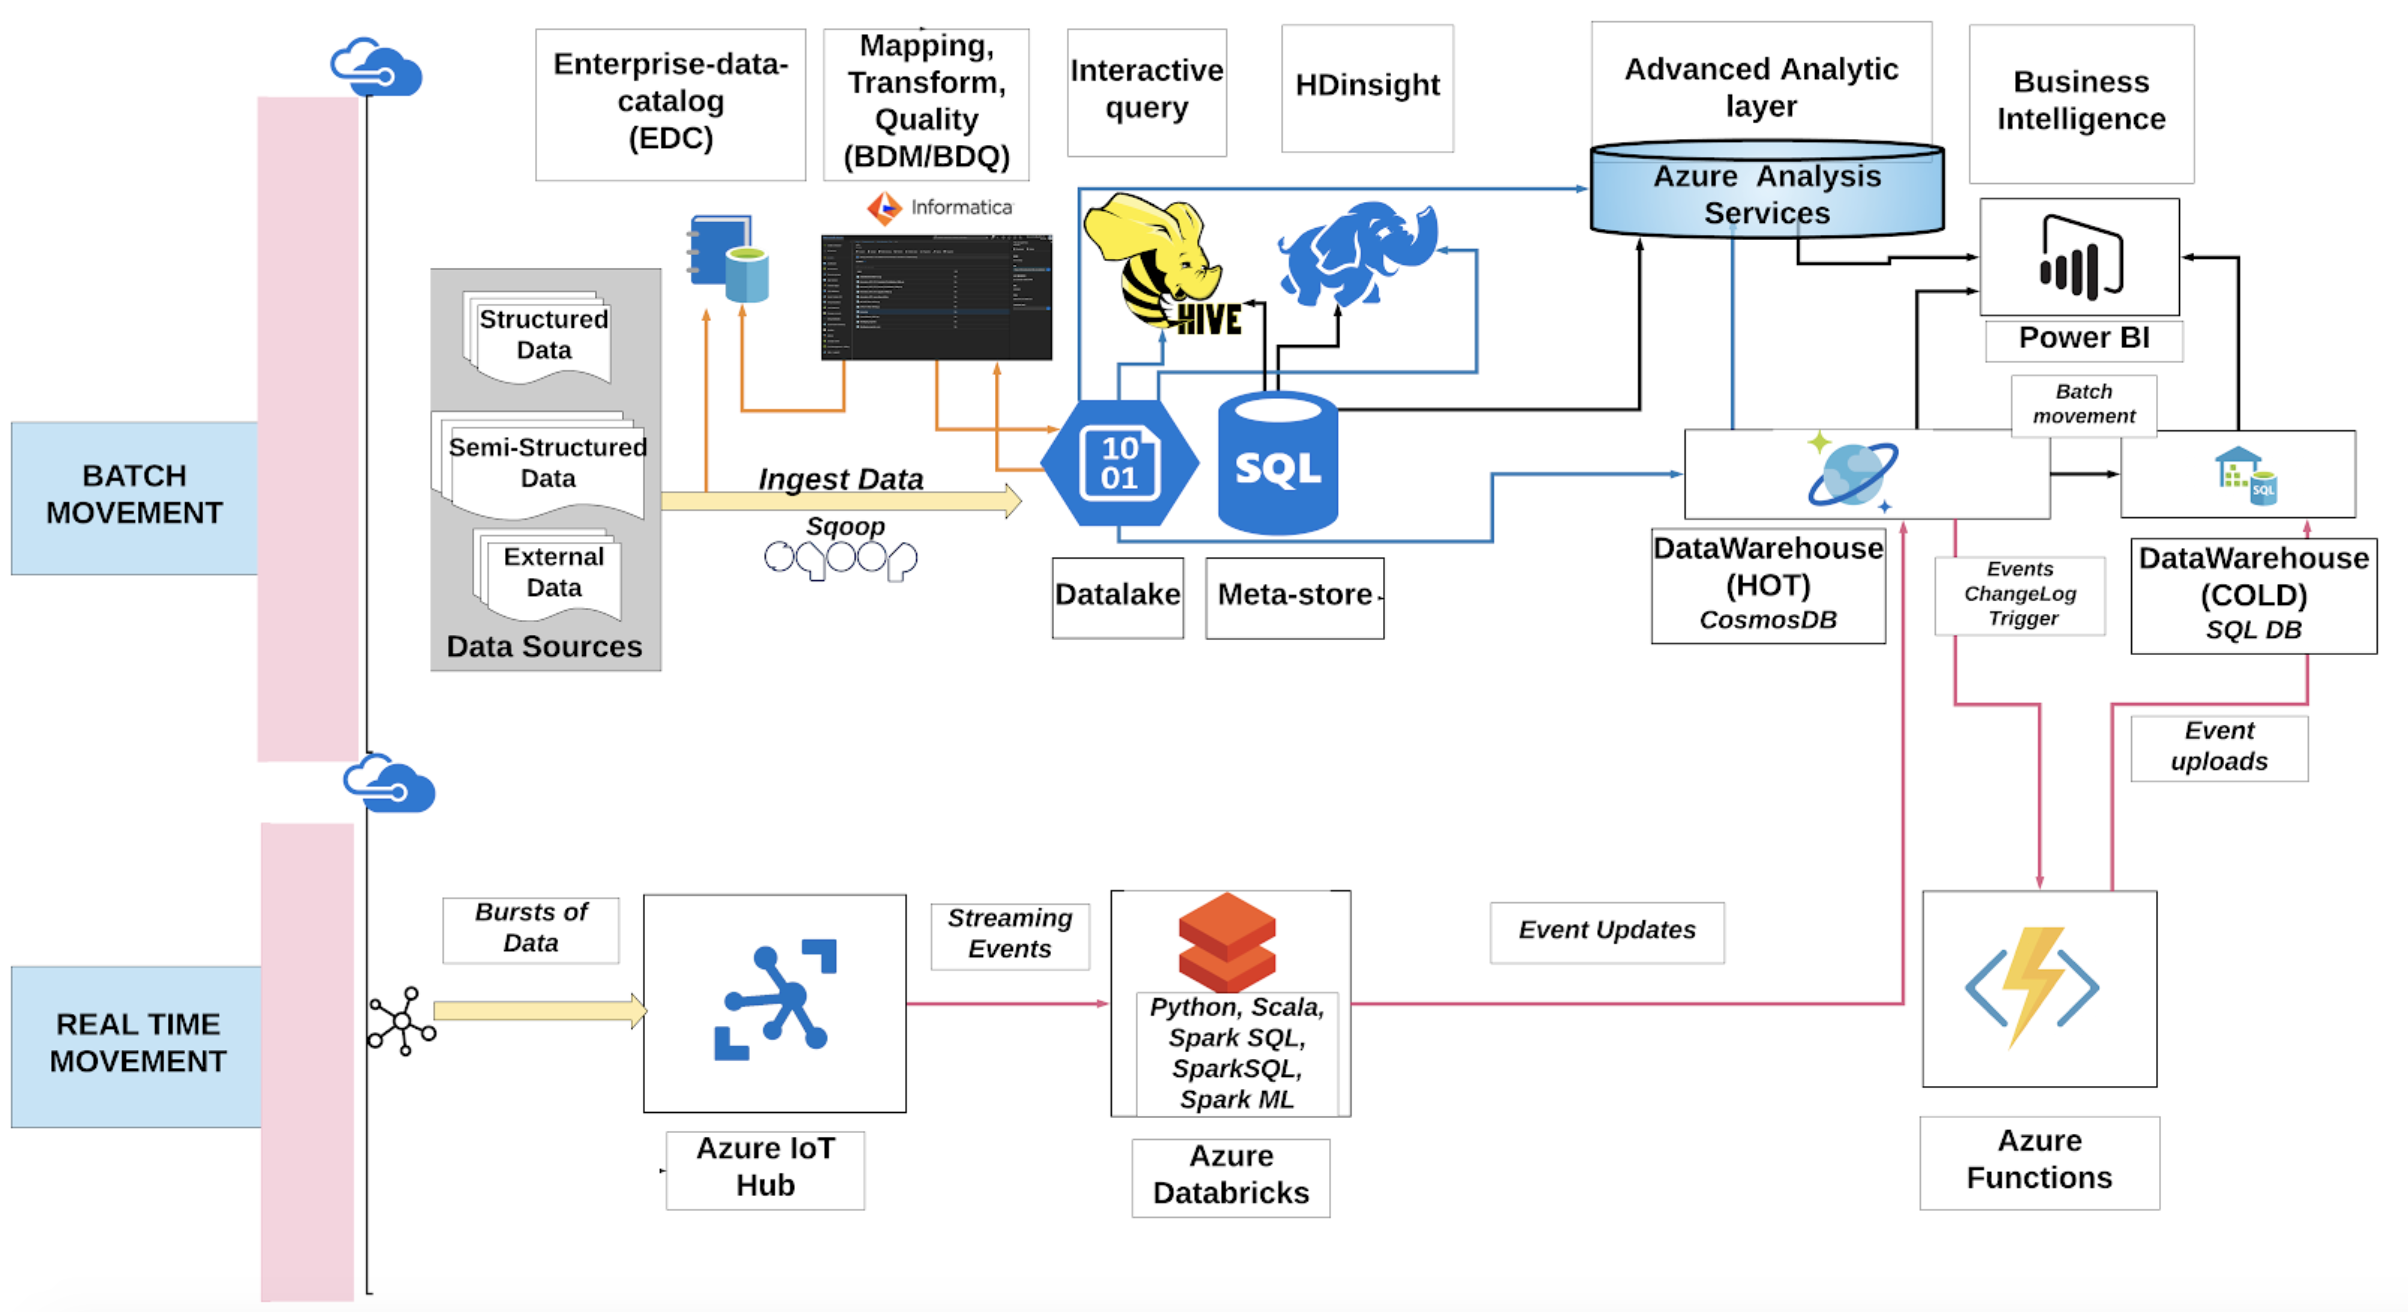 Enterprise-data-
catalog
(EDC)
Mapping,
Transform,
Quality
(BDM/BDQ)
Interactive
query
HDinsight
Advanced Analytic
layer
Business
Intelligence
Informatica
Azure Analysis
Services
HIVE
Power BI
Structured
Data
Semi-Structured
Data
External
Data
Data Sources
BATCH
MOVEMENT
Ingest Data
Sqoop
sqoop
10
01
SQL
Datalake
Meta-store
Batch
movement
SQL
DataWarehouse
(HOT)
CosmosDB
Events
ChangeLog
Trigger
DataWarehouse
(COLD)
SQL DB
Event
uploads
REAL TIME
MOVEMENT
Bursts of
Data
Streaming
Events
Python, Scala,
Spark SQL,
SparkSQL,
Spark ML
Event Updates
Azure IoT
Hub
Azure
Databricks
Azure
Functions